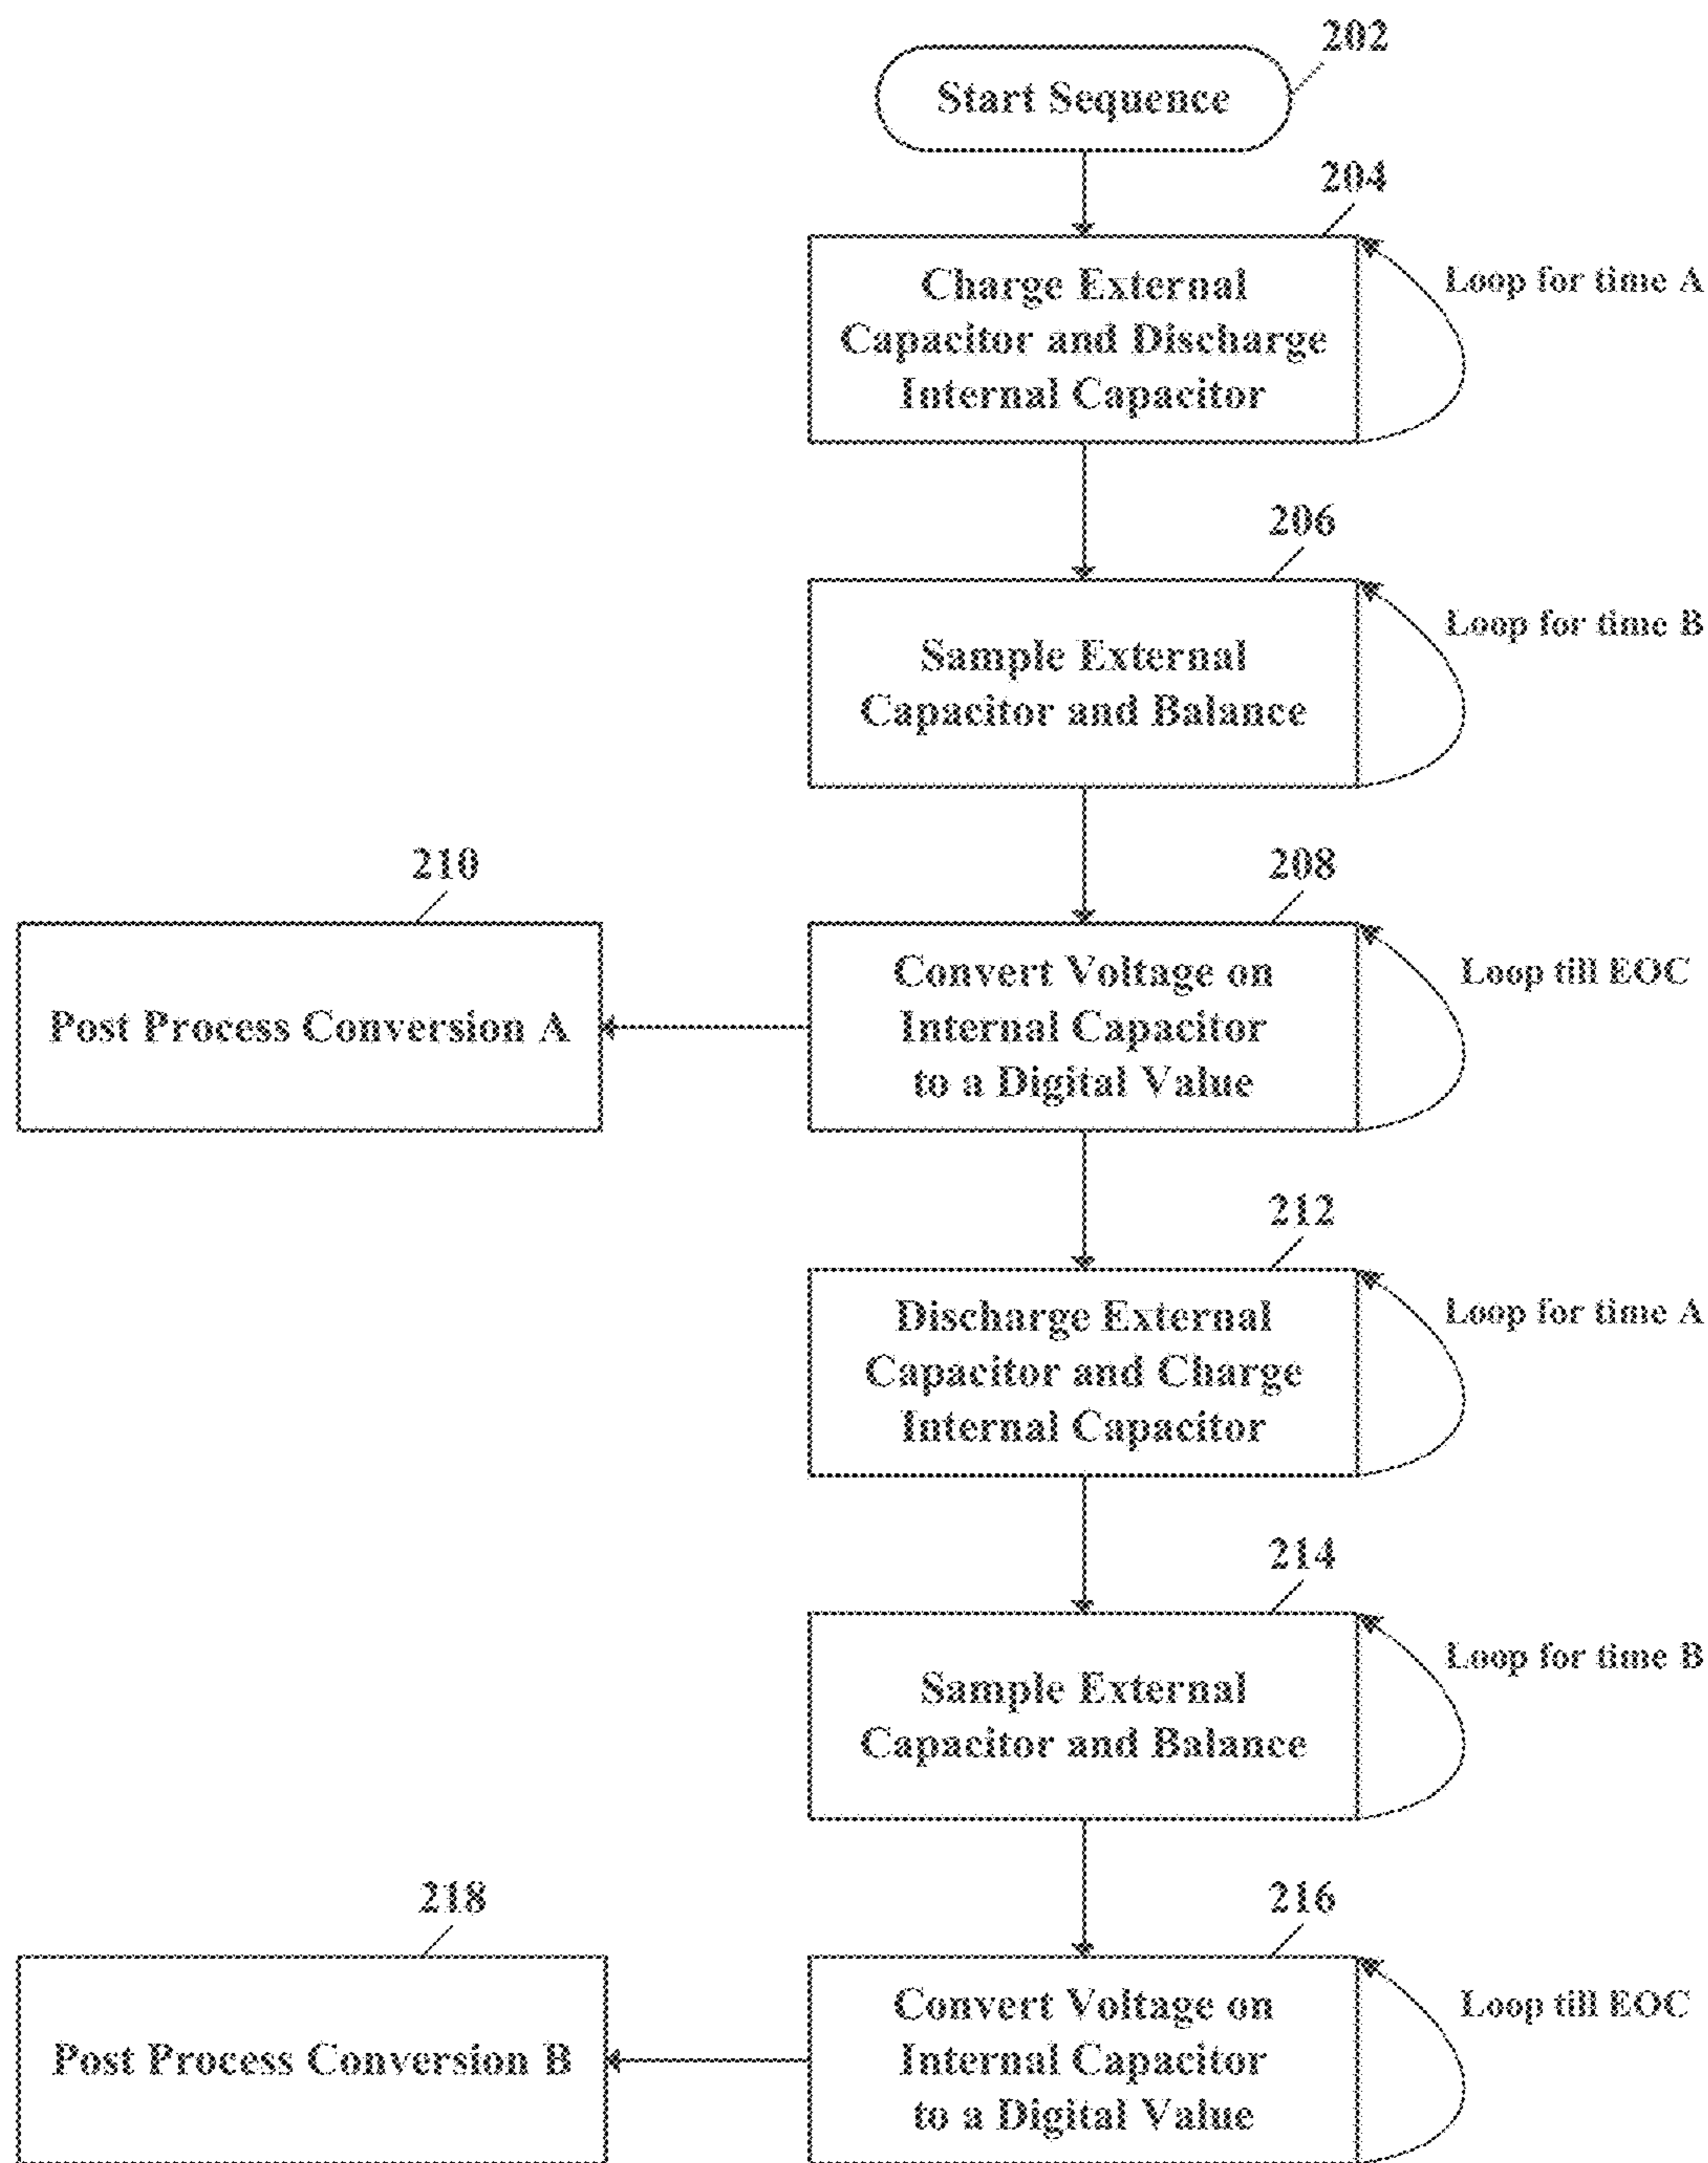 202
Start Sequence
204
Charge External
Capacitor and Discharge
Internal Capacitor
Loop for time A
206
Sample External
Capacitor and Balance
Loop for time B
210
Post Process Conversion A
208
Convert Voltage on
Internal Capacitor
to a Digital Value
Loop till EOC
212
Discharge External
Capacitor and Charge
Internal Capacitor
Loop for time A
214
Sample External
Capacitor and Balance
Loop for time B
218
Post Process Conversion B
216
Convert Voltage on
Internal Capacitor
to a Digital Value
Loop till EOC